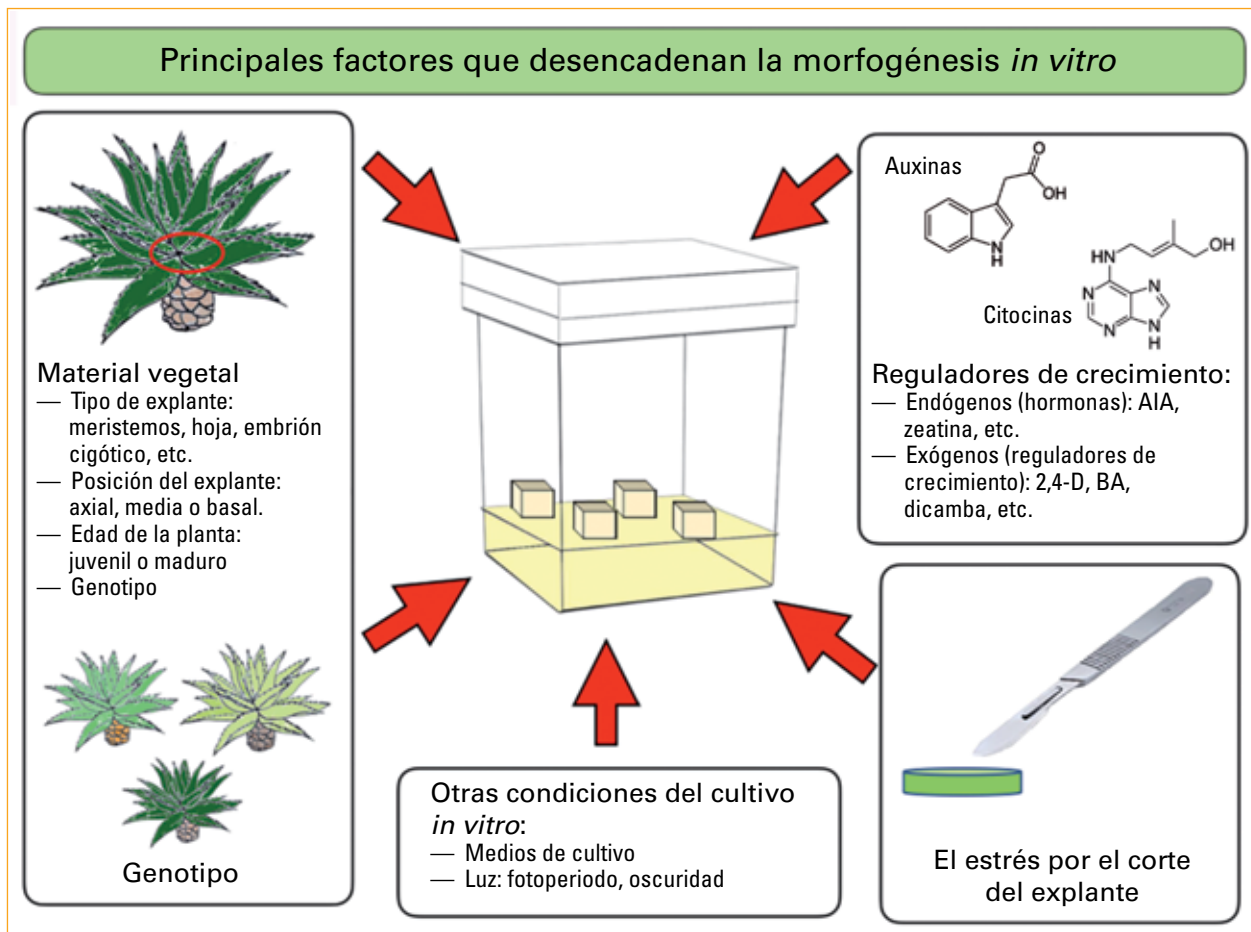 Principales factores que desencadenan la morfogénesis in vitro
Material vegetal
— Tipo de explante:
meristemos, hoja, embrión
cigótico, etc.
— Posición del explante:
axial, media o basal.
— Edad de la planta:
juvenil o maduro
— Genotipo
Genotipo
Auxinas
O
OH
N
H
HN
OH
Citocinas
N
N
N
N
H
Reguladores de crecimiento:
— Endógenos (hormonas): AIA,
zeatina, etc.
— Exógenos (reguladores de
crecimiento): 2,4-D, BA,
dicamba, etc.
Otras condiciones del cultivo
in vitro:
— Medios de cultivo
— Luz: fotoperiodo, oscuridad
El estrés por el corte
del explante